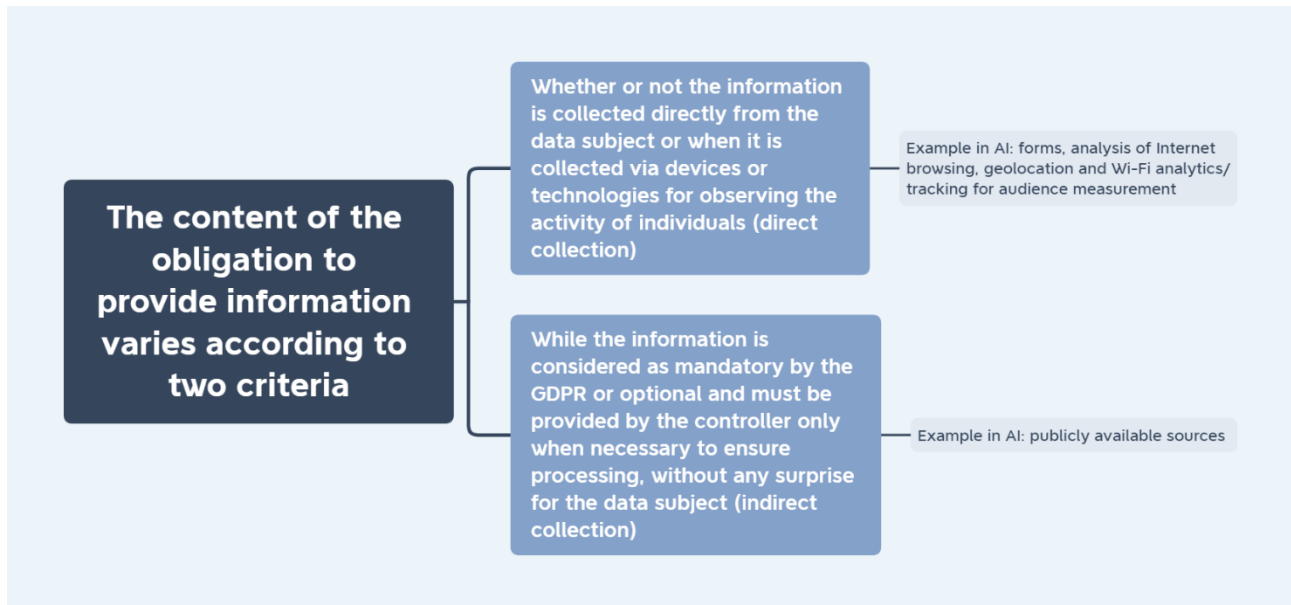 The content of the
obligation to
provide information
varies according to
two criteria
Whether or not the information
is collected directly from the
data subject or when it is
collected via devices or
technologies for observing the
activity of individuals (direct
collection)
Example in AI: forms, analysis of Internet
browsing, geolocation and Wi-Fi analytics/
tracking for audience measurement
While the information is
considered as mandatory by the
GDPR or optional and must be
provided by the controller only
when necessary to ensure
processing, without any surprise
for the data subject (indirect
collection)
Example in AI: publicly available sources